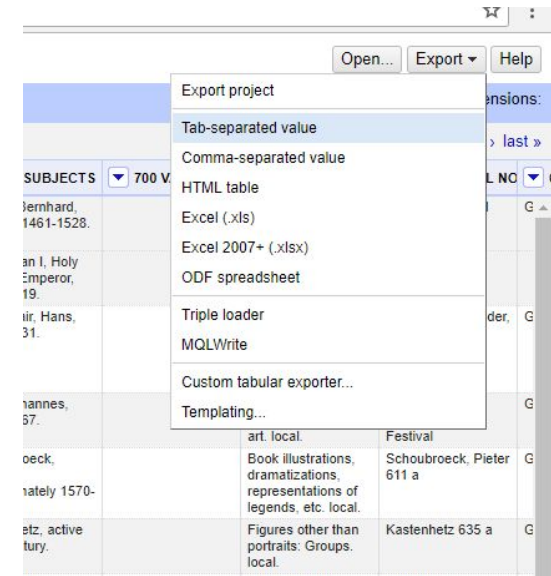 Open... Export Help
Export project
ensions:
Tab-separated value
› last »
Comma-separated value
SUBJECTS 700 V
L NO
HTML table
Bernhard,
1461-1528.
G
Excel (.xls)
Excel 2007+ (.xlsx)
an I, Holy
Emperor,
19.
ODF spreadsheet
Triple loader
air, Hans,
31.
der, G
MQLWrite
Custom tabular exporter...
Templating...
hannes,
67.
G
art. local.
Festival
oeck,
nately 1570-
Book illustrations,
dramatizations,
representations of
legends, etc. local.
Schoubroeck, Pieter
611 a
G
etz, active
tury.
Figures other than
portraits: Groups.
local.
Kastenhetz 635 a
G